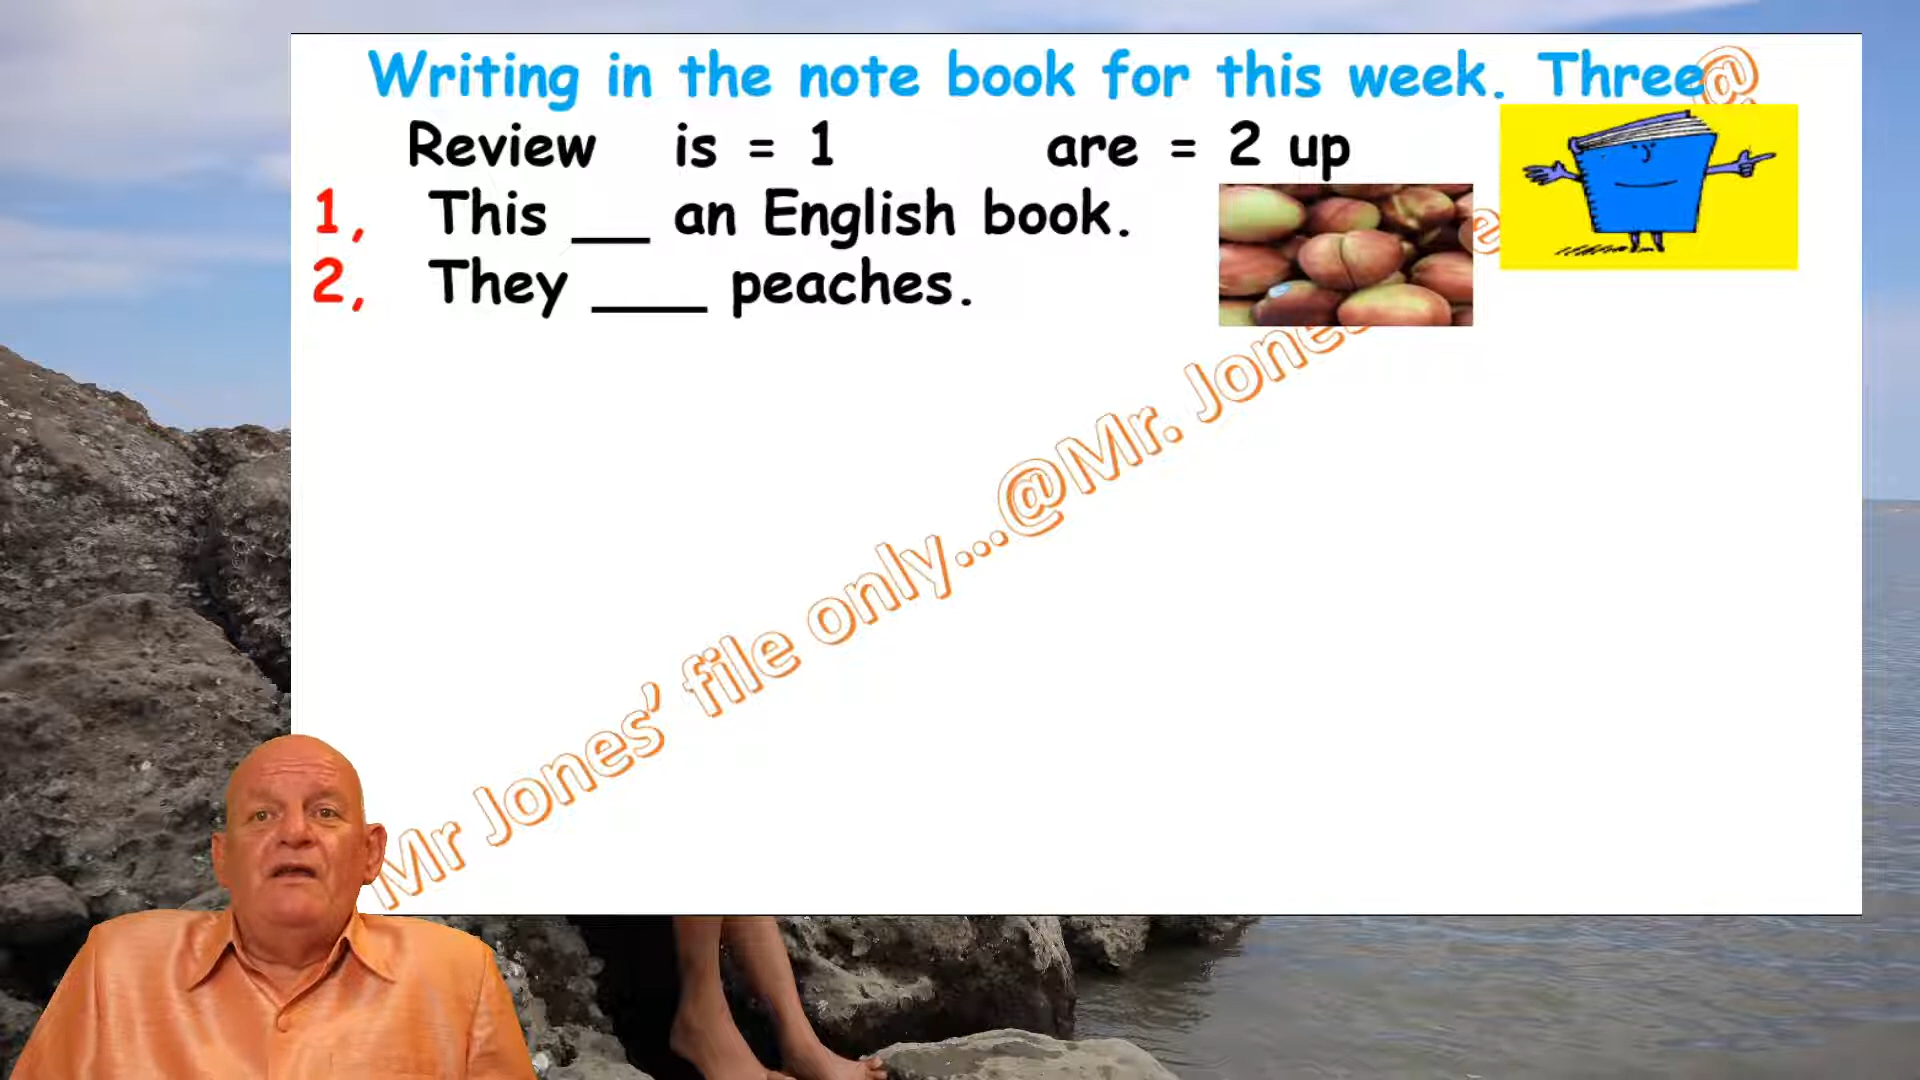 Writing in the note book for this week. Three
Review is = 1 are = 2 up
1, This __ an English book.
2, They ___ peaches.
Mr Jones’ file only...@Mr. Jone